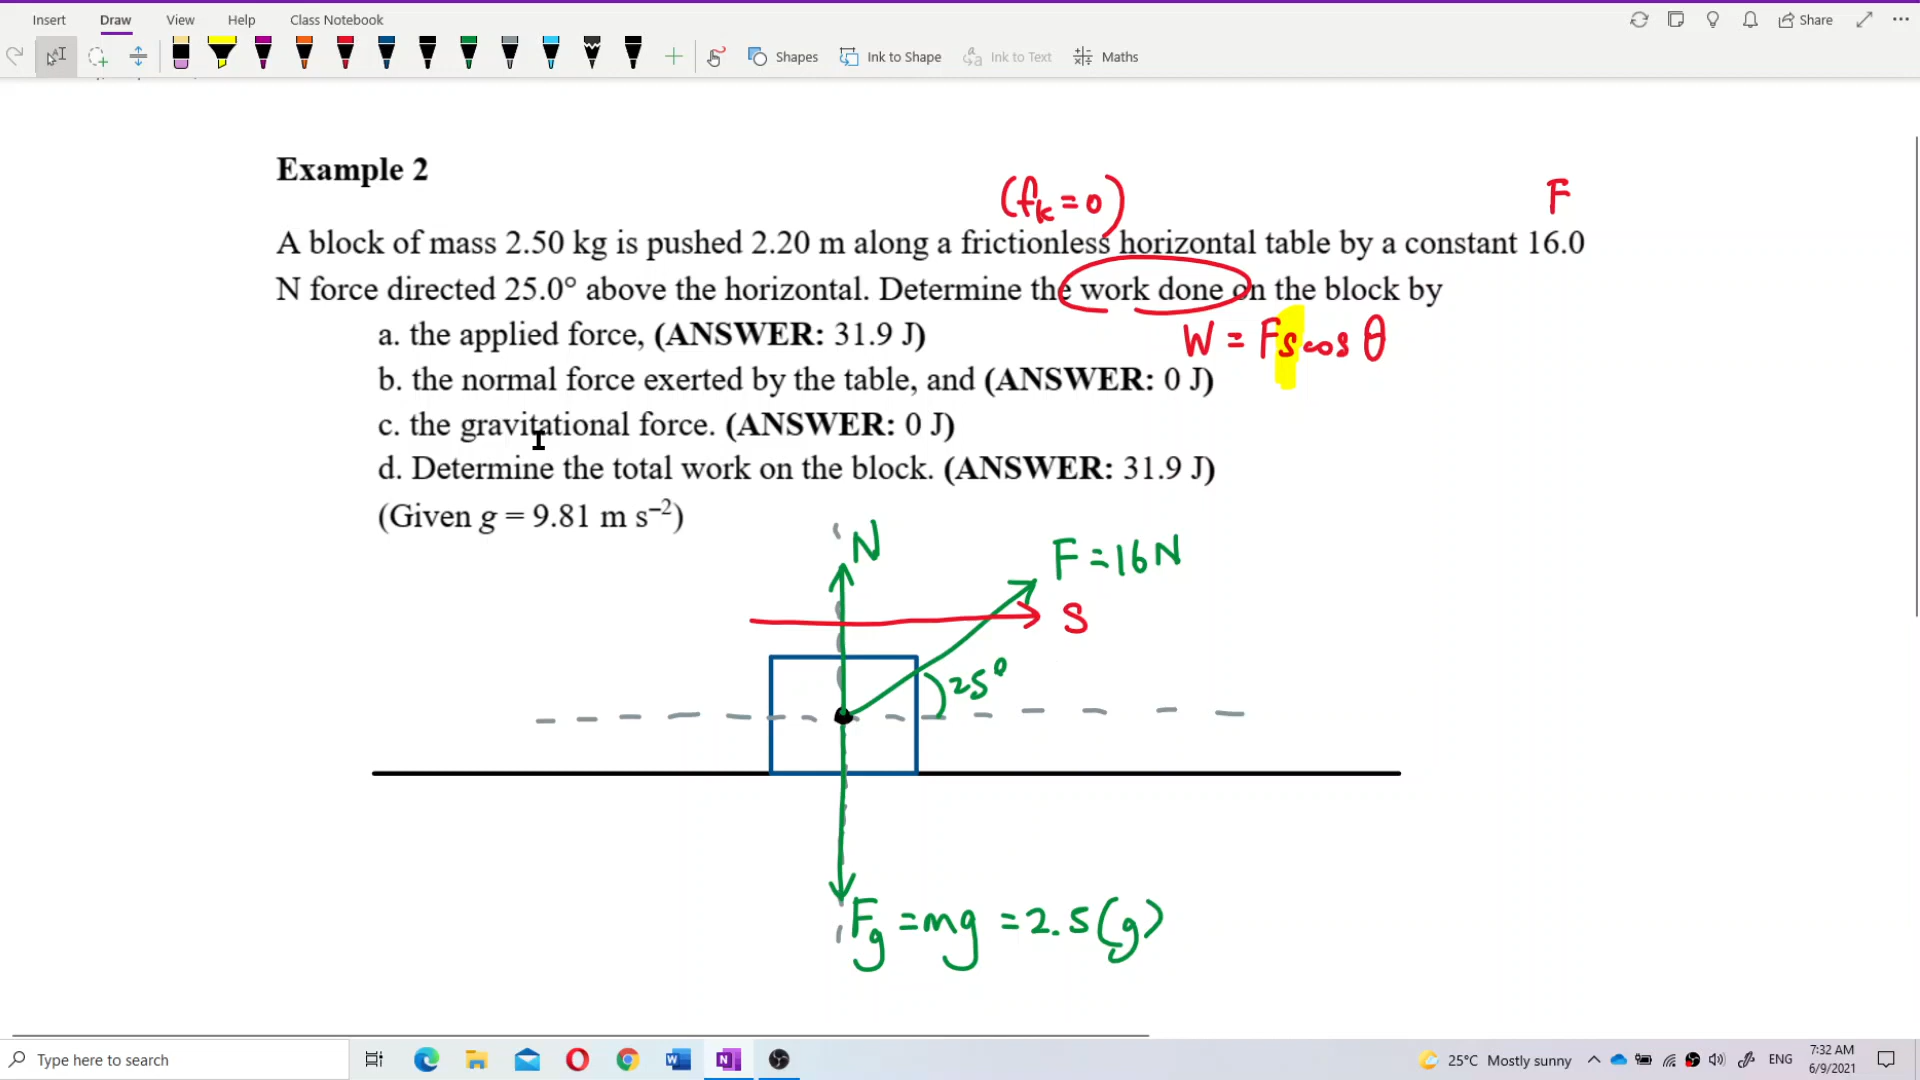 Insert Draw View Help Class Notebook Share
Shapes Ink to Shape Ink to Text Maths
Example 2
(fk = 0)
F
A block of mass 2.50 kg is pushed 2.20 m along a frictionless horizontal table by a constant 16.0
N force directed 25.0° above the horizontal. Determine the work done on the block by
a. the applied force, (ANSWER: 31.9 J)
W = Fs cos θ
b. the normal force exerted by the table, and (ANSWER: 0 J)
c. the gravitational force. (ANSWER: 0 J)
d. Determine the total work on the block. (ANSWER: 31.9 J)
(Given g = 9.81 m s⁻²)
N
F = 16N
S
25°
Fg = mg = 2.5(g)
Type here to search
25°C Mostly sunny
ENG
7:32 AM
6/9/2021